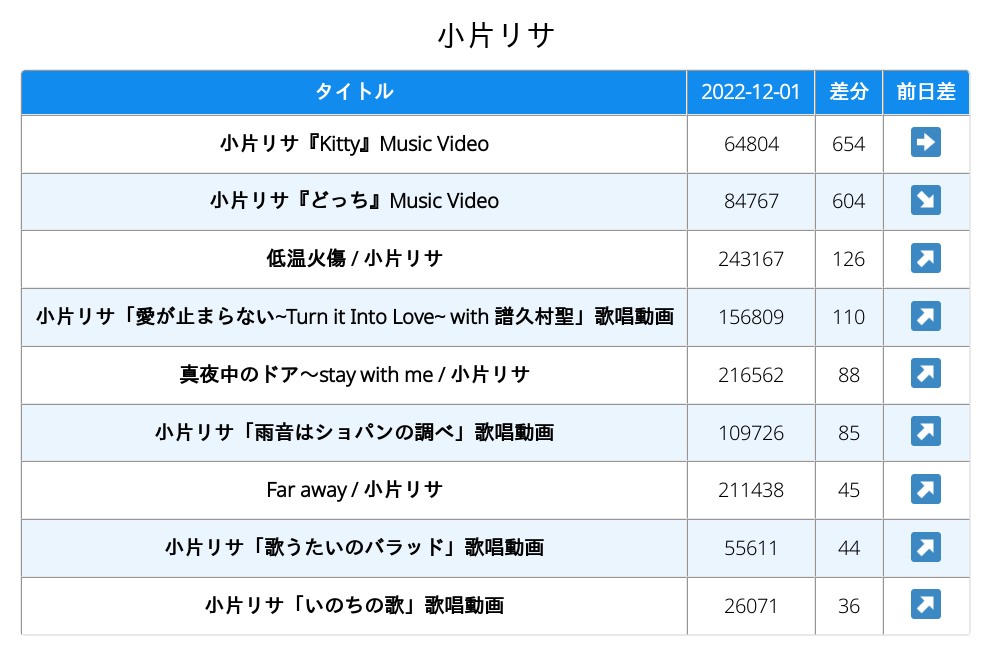 小片リサ
タイトル 2022-12-01 差分 前日差
小片リサ『Kitty』Music Video 64804 654 ➡
小片リサ『どっち』Music Video 84767 604 ↘
低温火傷 / 小片リサ 243167 126 ↗
小片リサ「愛が止まらない~Turn it Into Love~ with 譜久村聖」歌唱動画 156809 110 ↗
真夜中のドア〜stay with me / 小片リサ 216562 88 ↗
小片リサ「雨音はショパンの調べ」歌唱動画 109726 85 ↗
Far away / 小片リサ 211438 45 ↗
小片リサ「歌うたいのバラッド」歌唱動画 55611 44 ↗
小片リサ「いのちの歌」歌唱動画 26071 36 ↗